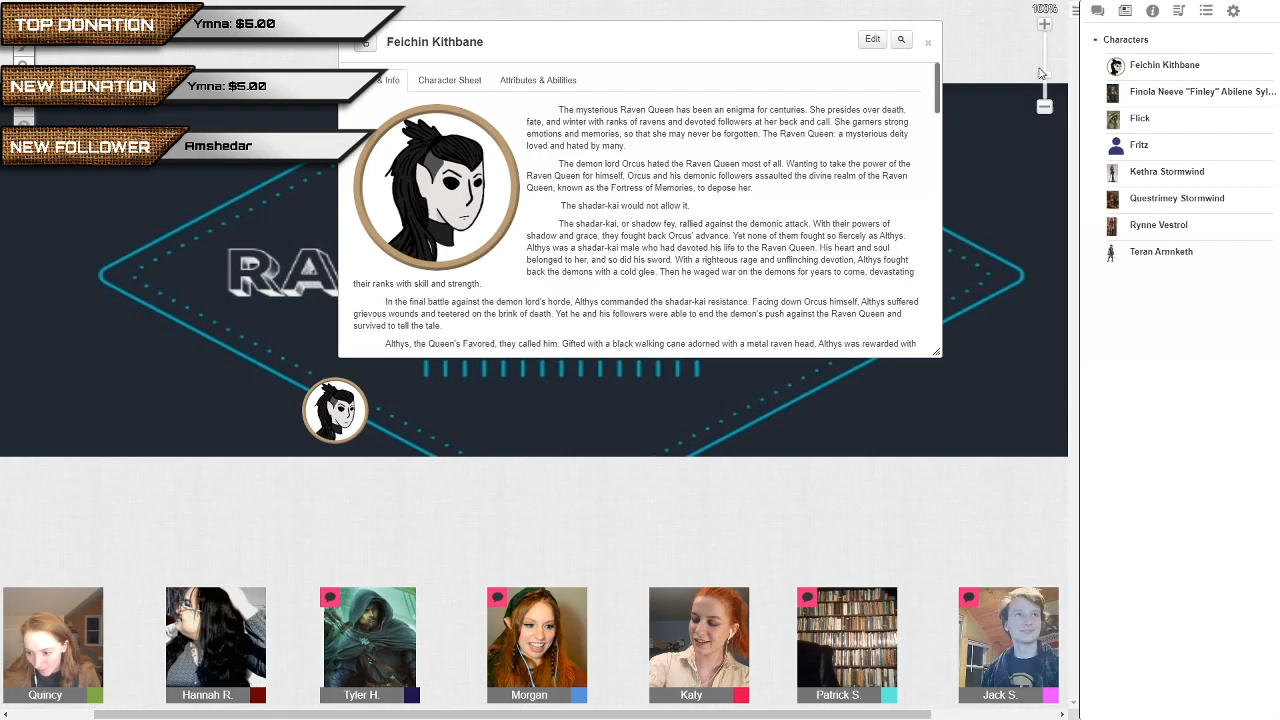 TOP DONATION
Ymna: $5.00
NEW DONATION
Ymna: $5.00
NEW FOLLOWER
Amshedar
RA
Feichin Kithbane
Edit
Info
Character Sheet
Attributes & Abilities
The mysterious Raven Queen has been an enigma for centuries. She presides over death,
fate, and winter with ranks of ravens and devoted followers at her beck and call. She garners strong
emotions and memories, so that she may never be forgotten. The Raven Queen: a mysterious deity
loved and hated by many.
The demon lord Orcus hated the Raven Queen most of all. Wanting to take the power of the
Raven Queen for himself, Orcus and his demonic followers assaulted the divine realm of the Raven
Queen, known as the Fortress of Memories, to depose her.
The shadar-kai would not allow it.
The shadar-kai, or shadow fey, rallied against the demonic attack. With their powers of
shadow and grace, they fought back Orcus' advance. Yet none of them fought so fiercely as Althys.
Althys was a shadar-kai male who had devoted his life to the Raven Queen. His heart and soul
belonged to her, and so did his sword. With a righteous rage and unflinching devotion, Althys fought
back the demons with a cold glee. Then he waged war on the demons for years to come, devastating
their ranks with skill and strength.
In the final battle against the demon lord's horde, Althys commanded the shadar-kai resistance. Facing down Orcus himself, Althys suffered
grievous wounds and teetered on the brink of death. Yet he and his followers were able to end the demon's push against the Raven Queen and
survived to tell the tale.
Althys, the Queen's Favored, they called him. Gifted with a black walking cane adorned with a metal raven head, Althys was rewarded with
100%
Characters
Feichin Kithbane
Finola Neeve "Finley" Abilene Syl...
Flick
Fritz
Kethra Stormwind
Questrimey Stormwind
Rynne Vestrol
Teran Armnketh
Quincy
Hannah R.
Tyler H.
Morgan
Katy
Patrick S.
Jack S.